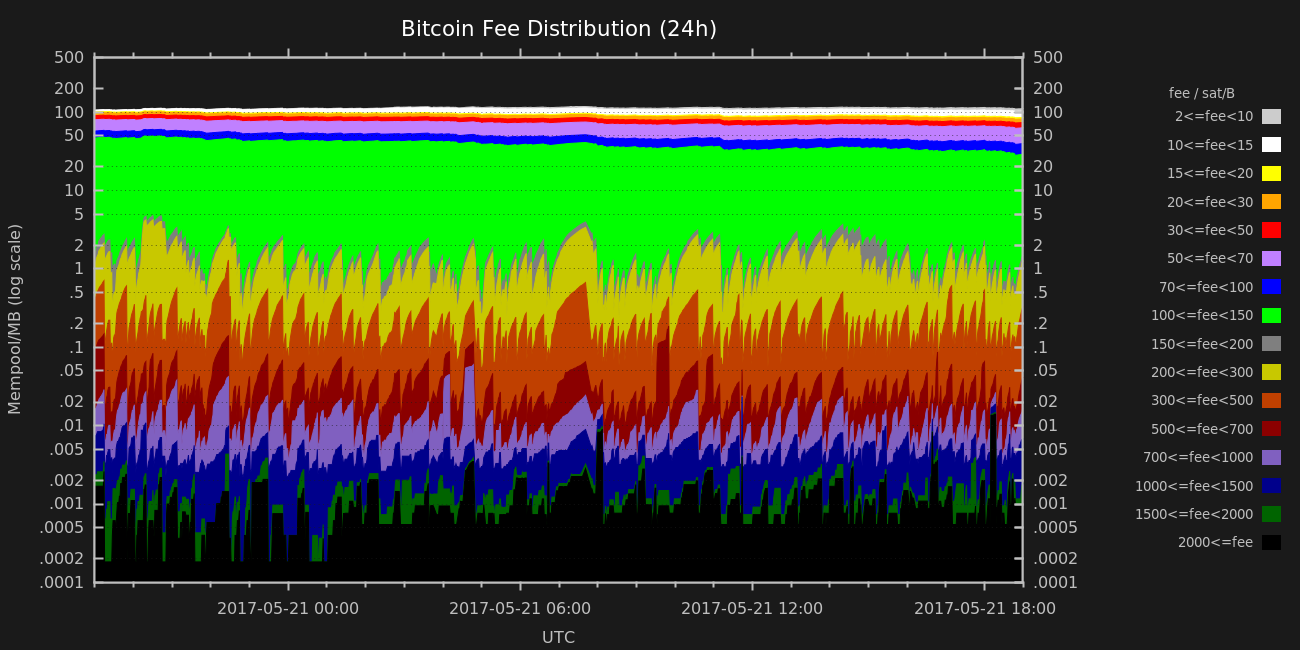 Bitcoin Fee Distribution (24h)
500
200
100
50
20
10
5
2
1
.5
.2
.1
.05
.02
.01
.005
.002
.001
.0005
.0002
.0001
Mempool/MB (log scale)
500
200
100
50
20
10
5
2
1
.5
.2
.1
.05
.02
.01
.005
.002
.001
.0005
.0002
.0001
2017-05-21 00:00
2017-05-21 06:00
2017-05-21 12:00
2017-05-21 18:00
UTC
fee / sat/B
2<=fee<10
10<=fee<15
15<=fee<20
20<=fee<30
30<=fee<50
50<=fee<70
70<=fee<100
100<=fee<150
150<=fee<200
200<=fee<300
300<=fee<500
500<=fee<700
700<=fee<1000
1000<=fee<1500
1500<=fee<2000
2000<=fee